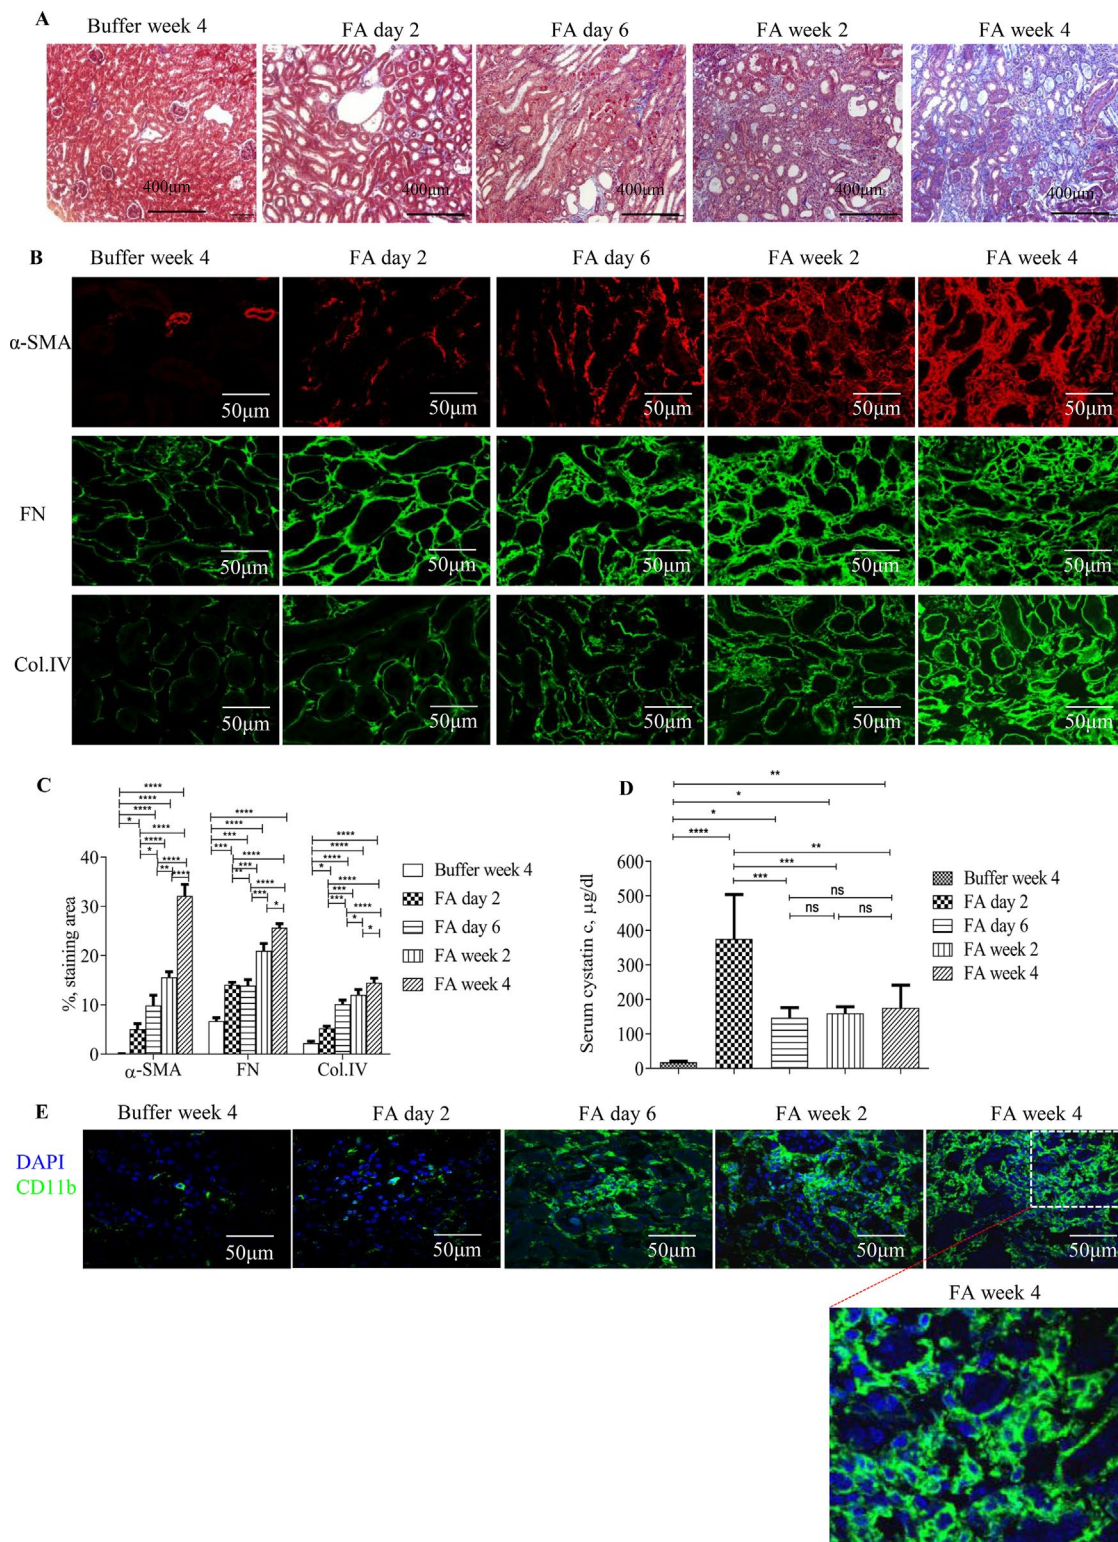 A
Buffer week 4 FA day 2 FA day 6 FA week 2 FA week 4
400µm 400µm 400µm 400µm 400µm
B
Buffer week 4 FA day 2 FA day 6 FA week 2 FA week 4
α-SMA
50µm 50µm 50µm 50µm 50µm
FN
50µm 50µm 50µm 50µm 50µm
Col.IV
50µm 50µm 50µm 50µm 50µm
C
%, staining area
40
30
20
10
0
α-SMA FN Col.IV
**** **** **** *
**** **** *
**** **
****
**** **** *** ***
**** *** **
**** ***
*
**** **** **** *
**** *** ***
**** *
*
Buffer week 4
FA day 2
FA day 6
FA week 2
FA week 4
D
Serum cystatin c, µg/dl
600
500
400
300
200
100
0
**
*
*
****
**
***
***
ns
ns ns
Buffer week 4
FA day 2
FA day 6
FA week 2
FA week 4
E
Buffer week 4 FA day 2 FA day 6 FA week 2 FA week 4
DAPI
CD11b
50µm 50µm 50µm 50µm 50µm
FA week 4